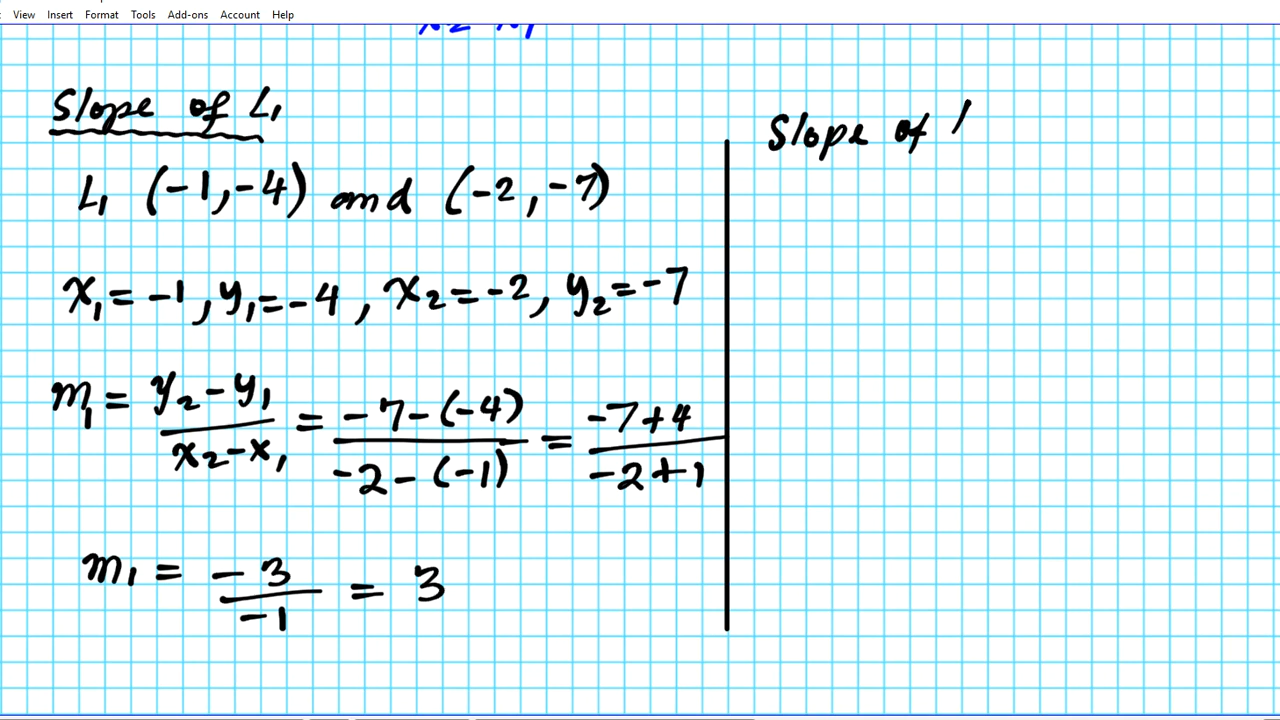 View Insert Format Tools Add-ons Account Help
x2 x1
Slope of L1
L1 (-1,-4) and (-2,-7)
x1 = -1, y1 = -4, x2 = -2, y2 = -7
m1 = y2 - y1 / x2 - x1 = -7-(-4) / -2-(-1) = -7+4 / -2+1
m1 = -3 / -1 = 3
Slope of